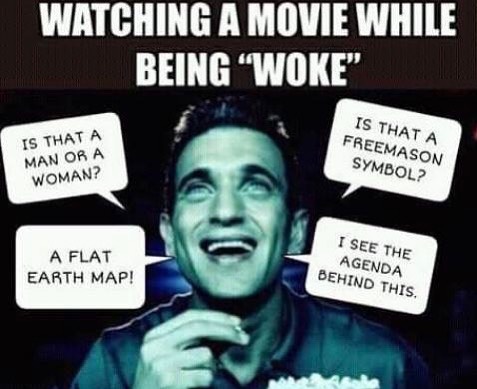 WATCHING A MOVIE WHILE
BEING “WOKE”
IS THAT A
MAN OR A
WOMAN?
IS THAT A
FREEMASON
SYMBOL?
A FLAT
EARTH MAP!
I SEE THE
AGENDA
BEHIND THIS.